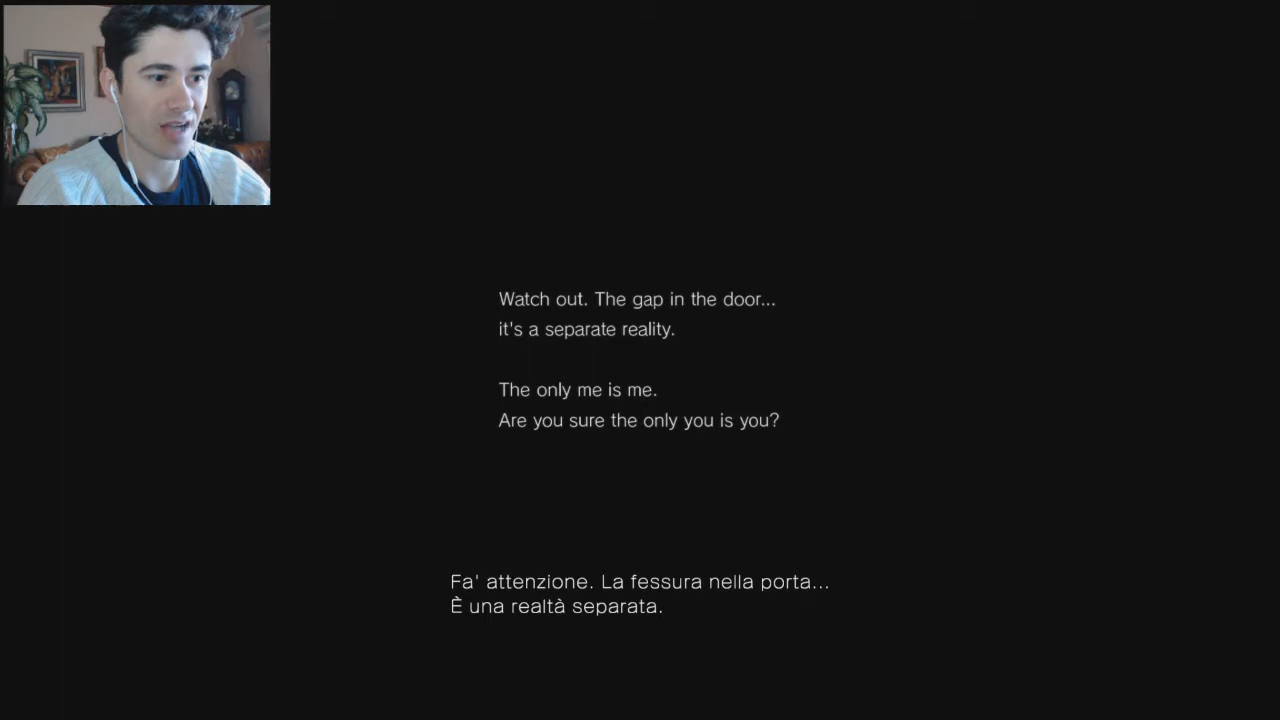 Watch out. The gap in the door...
it's a separate reality.
The only me is me.
Are you sure the only you is you?
Fa' attenzione. La fessura nella porta...
È una realtà separata.